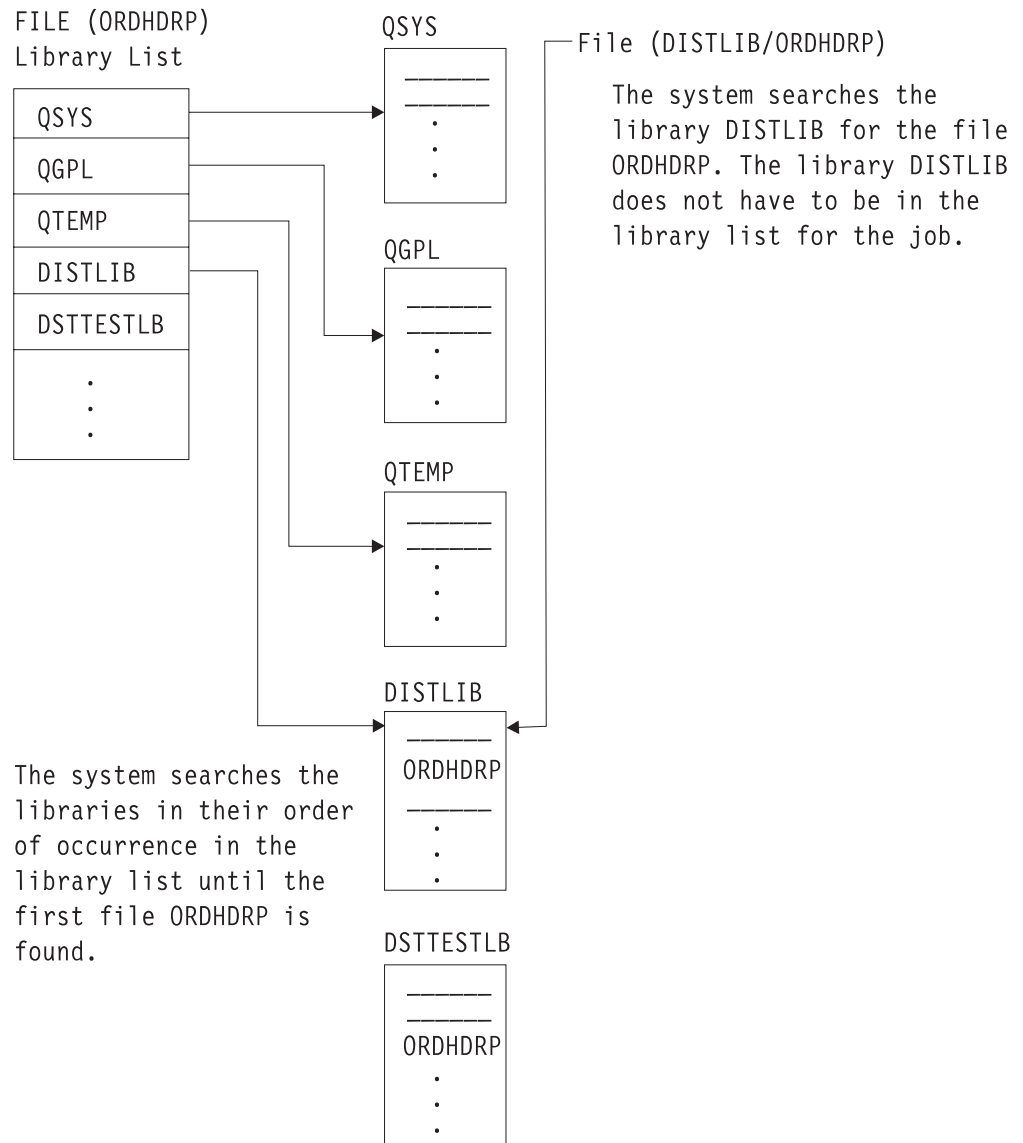 FILE (ORDHDRP)
Library List
QSYS
QGPL
QTEMP
DISTLIB
DSTTESTLB
QSYS
QGPL
QTEMP
DISTLIB
ORDHDRP
DSTTESTLB
ORDHDRP
File (DISTLIB/ORDHDRP)
The system searches the
library DISTLIB for the file
ORDHDRP. The library DISTLIB
does not have to be in the
library list for the job.
The system searches the
libraries in their order
of occurrence in the
library list until the
first file ORDHDRP is
found.